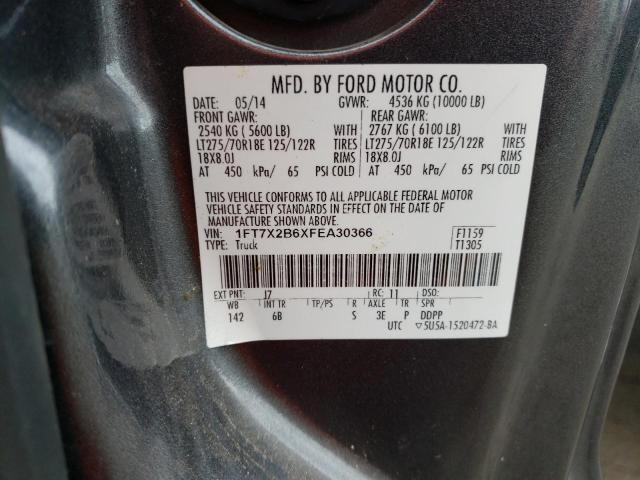 MFD. BY FORD MOTOR CO.
DATE: 05/14 GVWR: 4536 KG (10000 LB)
FRONT GAWR: REAR GAWR:
2540 KG ( 5600 LB) WITH 2767 KG ( 6100 LB) WITH
LT275/70R18E 125/122R TIRES LT275/70R18E 125/122R TIRES
18X8.0J RIMS 18X8.0J RIMS
AT 450 kPa/ 65 PSI COLD AT 450 kPa/ 65 PSI COLD
THIS VEHICLE CONFORMS TO ALL APPLICABLE FEDERAL MOTOR
VEHICLE SAFETY STANDARDS IN EFFECT ON THE DATE OF
MANUFACTURE SHOWN ABOVE.
VIN: 1FT7X2B6XFEA30366 F1159
TYPE: Truck T1305
EXT PNT: J7 RC: 11 DSO:
WB INT TR TP/PS R AXLE TR SPR
142 6B S 3E P DDPP
UTC ▽5U5A-1520472-BA